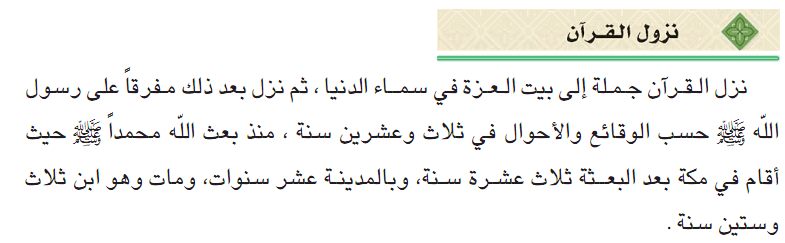 نزول القرآن
نزل القرآن جملة إلى بيت العزة في سماء الدنيا ، ثم نزل بعد ذلك مفرقاً على رسول
الله ﷺ حسب الوقائع والأحوال في ثلاث وعشرين سنة ، منذ بعث الله محمداً ﷺ حيث
أقام في مكة بعد البعثة ثلاث عشرة سنة، وبالمدينة عشر سنوات، ومات وهو ابن ثلاث
وستين سنة .